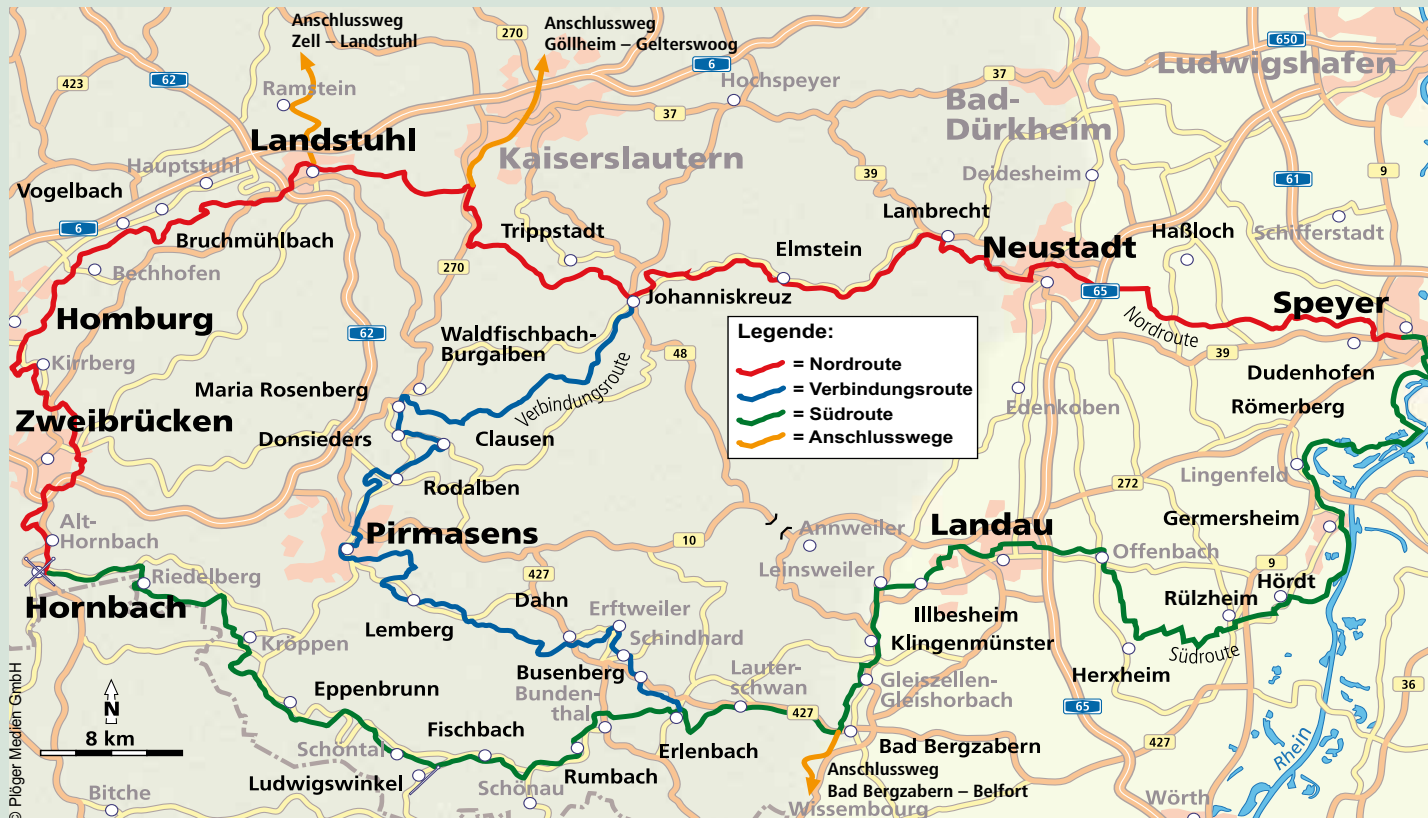 Anschlussweg
Zell – Landstuhl
270
Anschlussweg
Göllheim – Gelterswoog
650
Ludwigshafen
6
62
423
Ramstein
Hochspeyer
37
37
Bad-
Dürkheim
Landstuhl
Kaiserslautern
Hauptstuhl
39
Deidesheim
61
9
Vogelbach
Lambrecht
6
Bruchmühlbach
Trippstadt
Elmstein
Neustadt
Haßloch
Schifferstadt
Bechhofen
270
65
Johanniskreuz
Speyer
Homburg
62
Waldfischbach-
Burgalben
Legende:
= Nordroute
= Verbindungsroute
= Südroute
= Anschlusswege
Nordroute
39
48
Kirrberg
Maria Rosenberg
Verbindungsroute
Dudenhofen
Edenkoben
Römerberg
Zweibrücken
Donsieders
Clausen
Lingenfeld
Rodalben
272
Germersheim
Alt-
Hornbach
Pirmasens
10
Annweiler
Landau
Offenbach
9
Hördt
Riedelberg
427
Leinsweiler
Hornbach
Dahn
Erftweiler
Illbesheim
Rülzheim
Lemberg
Schindhard
Klingenmünster
Südroute
Kröppen
Busenberg
Lauter-
schwan
Gleiszellen-
Gleishorbach
Herxheim
36
Eppenbrunn
Bunden-
thal
65
N
427
427
8 km
Fischbach
Schöntal
Erlenbach
Bad Bergzabern
Rhein
Ludwigswinkel
Rumbach
Anschlussweg
Bad Bergzabern – Belfort
Schönau
Bitche
Wissembourg
Wörth
© Plöger Medien GmbH